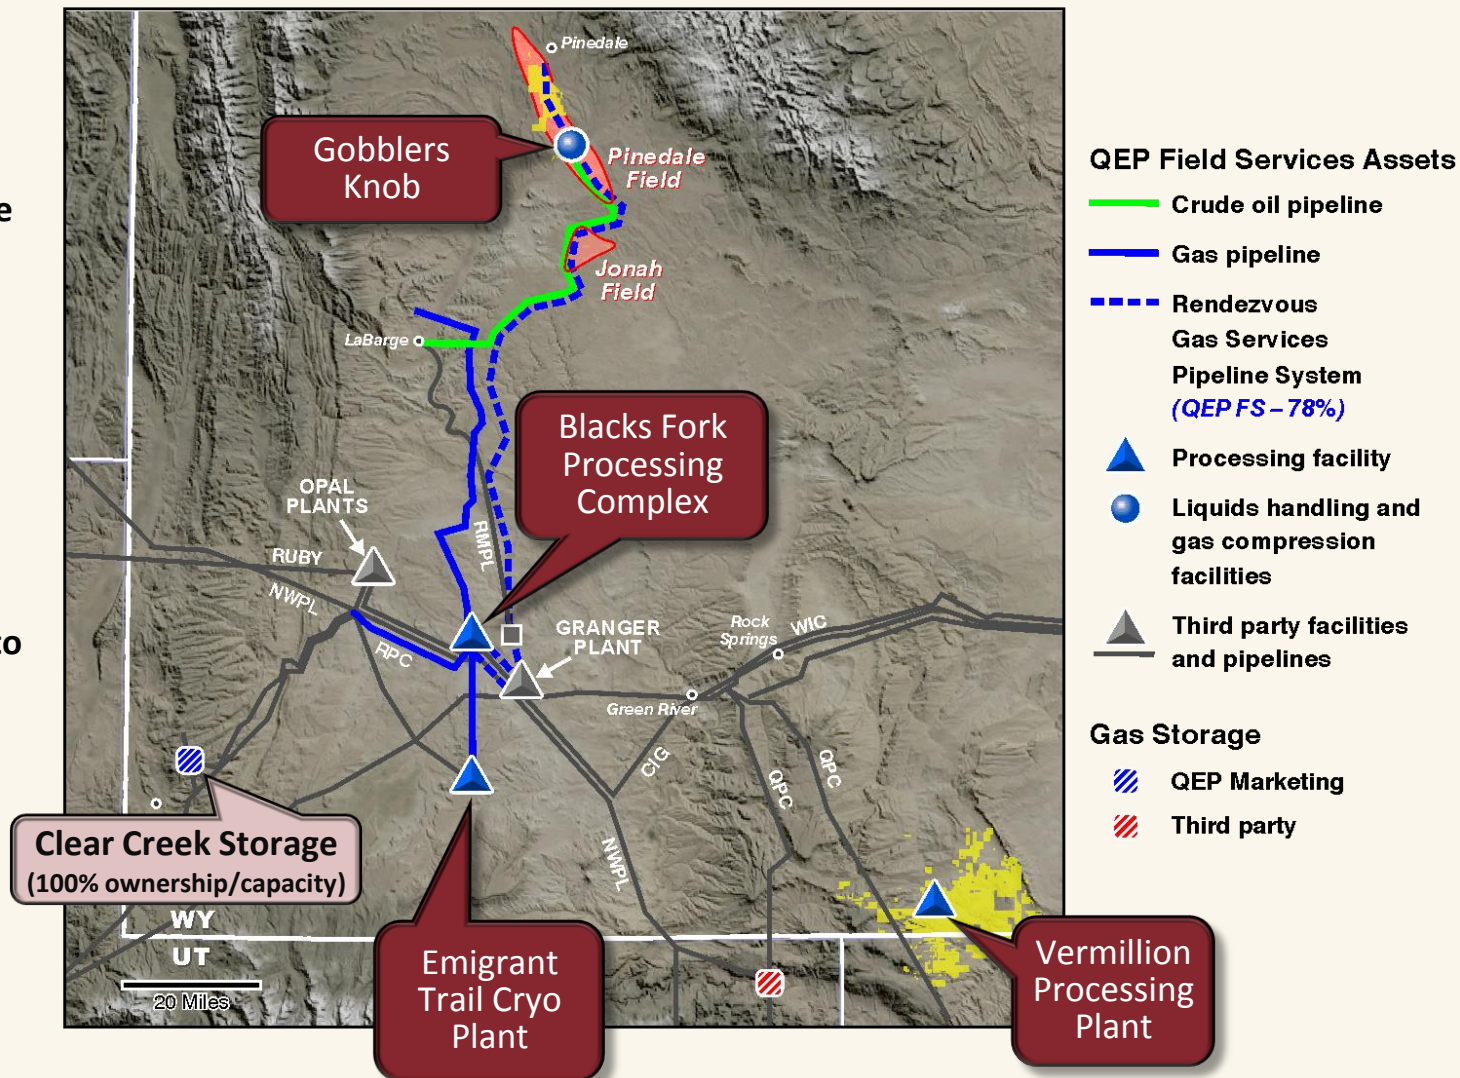 e
to
Pinedale
Gobblers
Knob
Pinedale
Field
Jonah
Field
LaBarge
Blacks Fork
Processing
Complex
OPAL
PLANTS
RUBY
NWPL
RMPL
RPC
GRANGER
PLANT
Rock
Springs
WIC
Green River
CIG
QPC
QPC
NWPL
Clear Creek Storage
(100% ownership/capacity)
WY
UT
20 Miles
Emigrant
Trail Cryo
Plant
Vermillion
Processing
Plant
QEP Field Services Assets
Crude oil pipeline
Gas pipeline
Rendezvous
Gas Services
Pipeline System
(QEP FS – 78%)
Processing facility
Liquids handling and
gas compression
facilities
Third party facilities
and pipelines
Gas Storage
QEP Marketing
Third party